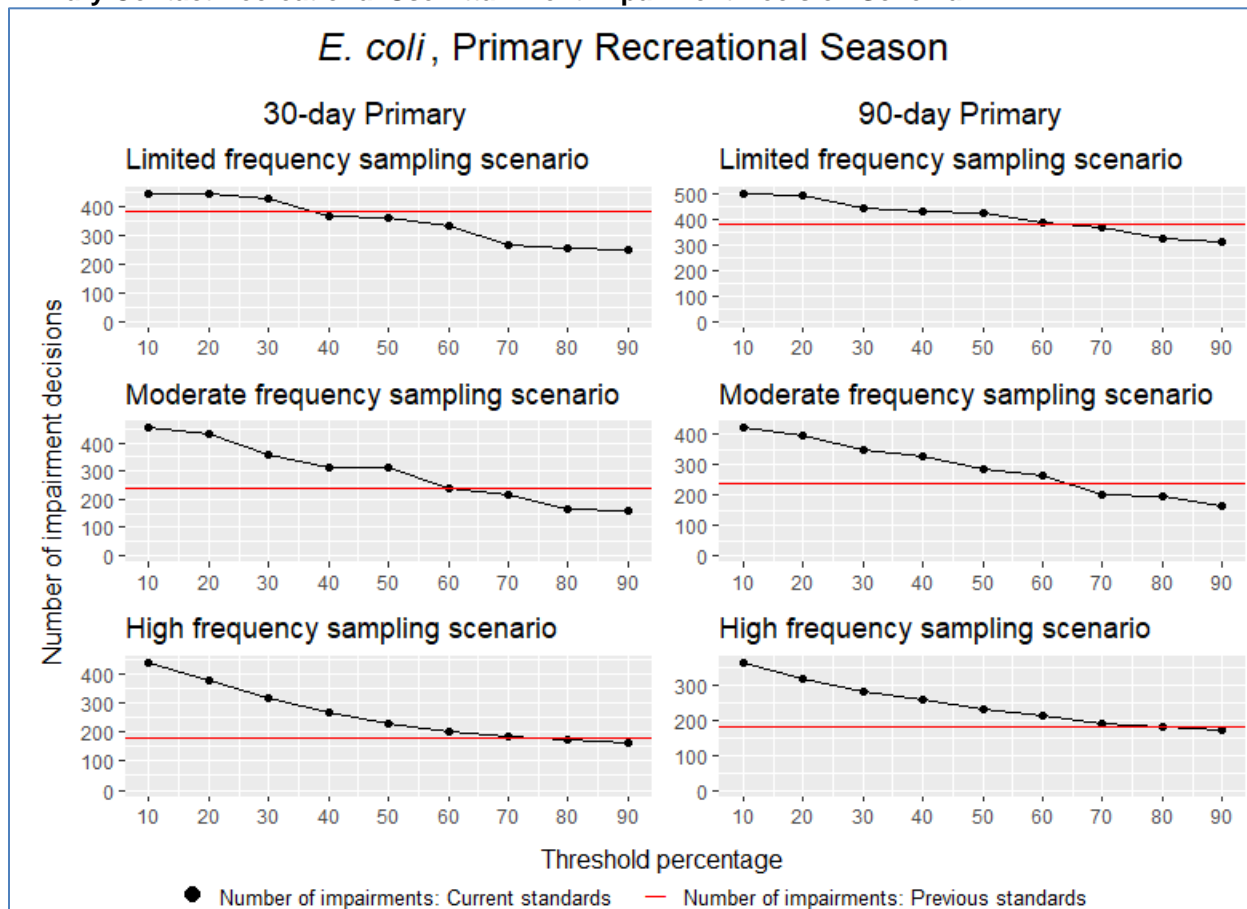 E. coli, Primary Recreational Season
30-day Primary
90-day Primary
Limited frequency sampling scenario
Limited frequency sampling scenario
400
300
200
100
0
10 20 30 40 50 60 70 80 90
500
400
300
200
100
0
10 20 30 40 50 60 70 80 90
Number of impairment decisions
Moderate frequency sampling scenario
Moderate frequency sampling scenario
400
300
200
100
0
10 20 30 40 50 60 70 80 90
400
300
200
100
0
10 20 30 40 50 60 70 80 90
High frequency sampling scenario
High frequency sampling scenario
400
300
200
100
0
10 20 30 40 50 60 70 80 90
300
200
100
0
10 20 30 40 50 60 70 80 90
Threshold percentage
Number of impairments: Current standards
Number of impairments: Previous standards